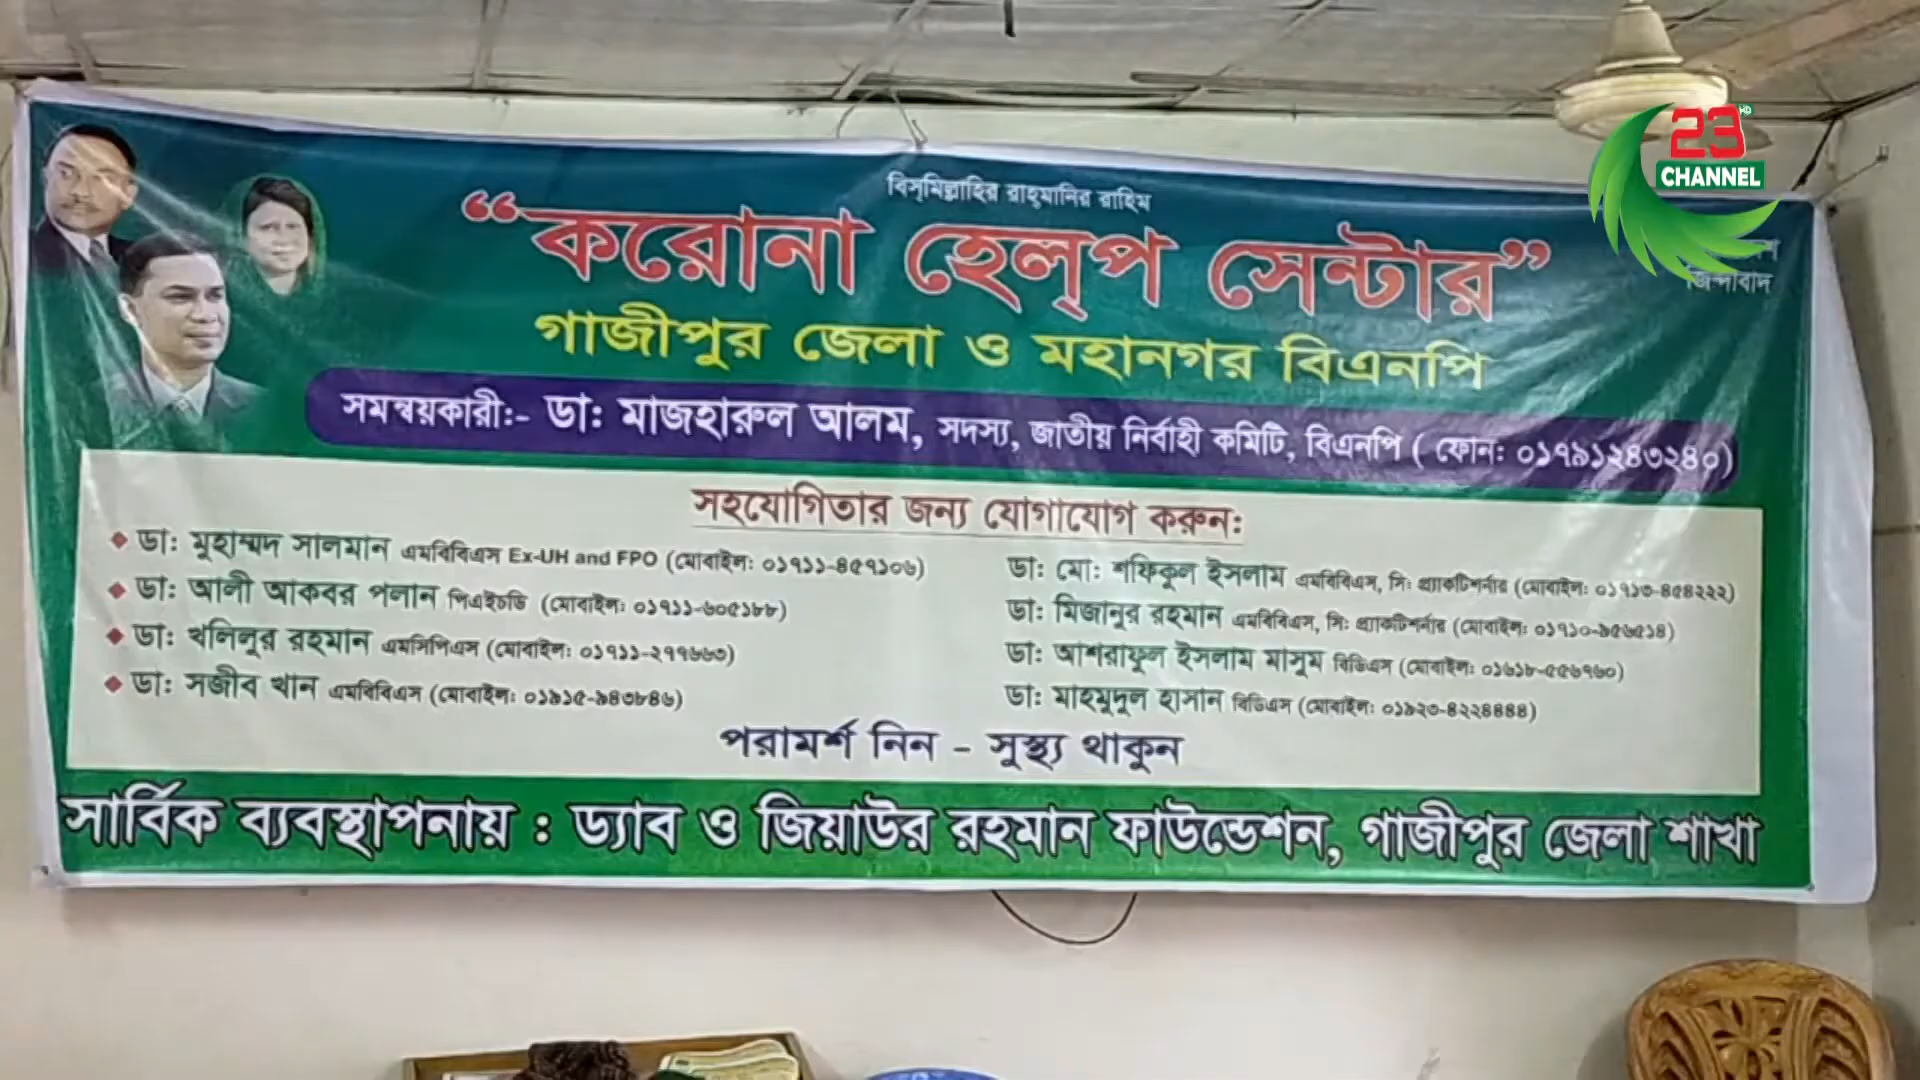 বিস্‌মিল্লাহির রাহ্‌মানির রাহিম
“করোনা হেল্‌প সেন্টার”
জিন্দাবাদ
গাজীপুর জেলা ও মহানগর বিএনপি
সমন্বয়কারী:- ডা: মাজহারুল আলম, সদস্য, জাতীয় নির্বাহী কমিটি, বিএনপি ( ফোন: ০১৭৯১২৪৩২৪০)
সহযোগিতার জন্য যোগাযোগ করুন:
ডা: মুহাম্মদ সালমান এমবিবিএস Ex-UH and FPO (মোবাইল: ০১৭১১-৪৫৭১০৬)
ডা: আলী আকবর পলান পিএইচডি (মোবাইল: ০১৭১১-৬০৫১৮৮)
ডা: খলিলুর রহমান এমসিপিএস (মোবাইল: ০১৭১১-২৭৭৬৬৩)
ডা: সজীব খান এমবিবিএস (মোবাইল: ০১৯১৫-৯৪৩৮৪৬)
ডা: মো: শফিকুল ইসলাম এমবিবিএস, সি: প্র্যাকটিশনার (মোবাইল: ০১৭১৩-৪৫৪২২২)
ডা: মিজানুর রহমান এমবিবিএস, সি: প্র্যাকটিশনার (মোবাইল: ০১৭১০-৯৫৬৫১৪)
ডা: আশরাফুল ইসলাম মাসুম বিডিএস (মোবাইল: ০১৬১৮-৫৫৬৭৬০)
ডা: মাহমুদুল হাসান বিডিএস (মোবাইল: ০১৯২৩-৪২২৪৪৪৪)
পরামর্শ নিন - সুস্থ্য থাকুন
সার্বিক ব্যবস্থাপনায় : ড্যাব ও জিয়াউর রহমান ফাউন্ডেশন, গাজীপুর জেলা শাখা
23 HD
CHANNEL